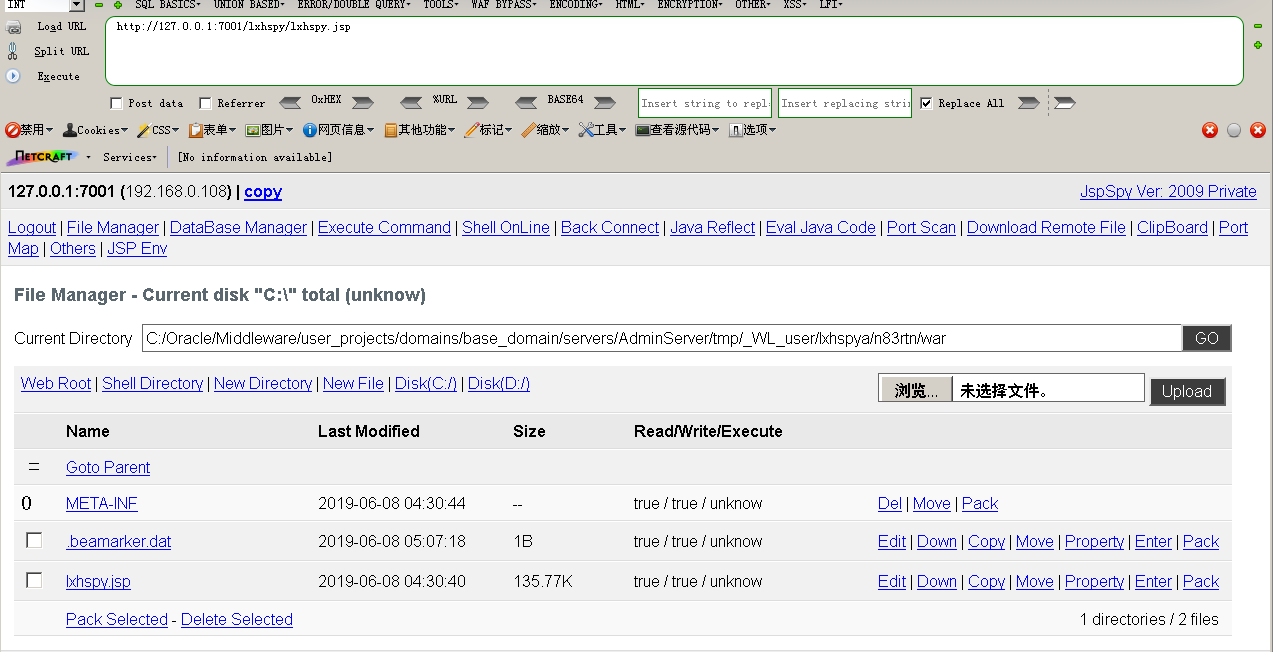 INT SQL BASICS▾ UNION BASED▾ ERROR/DOUBLE QUERY▾ TOOLS▾ WAF BYPASS▾ ENCODING▾ HTML▾ ENCRYPTION▾ OTHER▾ XSS▾ LFI▾
Load URL http://127.0.0.1:7001/lxhspy/lxhspy.jsp
Split URL
Execute
Post data Referrer 0xHEX %URL BASE64 Insert string to repl Insert replacing string Replace All
禁用▾ Cookies▾ CSS▾ 表单▾ 图片▾ 网页信息▾ 其他功能▾ 标记▾ 缩放▾ 工具▾ 查看源代码▾ 选项▾
NETCRAFT Services▾ [No information available]
127.0.0.1:7001 (192.168.0.108) | copy JspSpy Ver: 2009 Private
Logout | File Manager | DataBase Manager | Execute Command | Shell OnLine | Back Connect | Java Reflect | Eval Java Code | Port Scan | Download Remote File | ClipBoard | Port
Map | Others | JSP Env
File Manager - Current disk "C:\" total (unknow)
Current Directory C:/Oracle/Middleware/user_projects/domains/base_domain/servers/AdminServer/tmp/_WL_user/lxhspya/n83rtn/war GO
Web Root | Shell Directory | New Directory | New File | Disk(C:/) | Disk(D:/) 浏览... 未选择文件。 Upload
Name Last Modified Size Read/Write/Execute
= Goto Parent
0 META-INF 2019-06-08 04:30:44 -- true / true / unknow Del | Move | Pack
.beamarker.dat 2019-06-08 05:07:18 1B true / true / unknow Edit | Down | Copy | Move | Property | Enter | Pack
lxhspy.jsp 2019-06-08 04:30:40 135.77K true / true / unknow Edit | Down | Copy | Move | Property | Enter | Pack
Pack Selected - Delete Selected 1 directories / 2 files